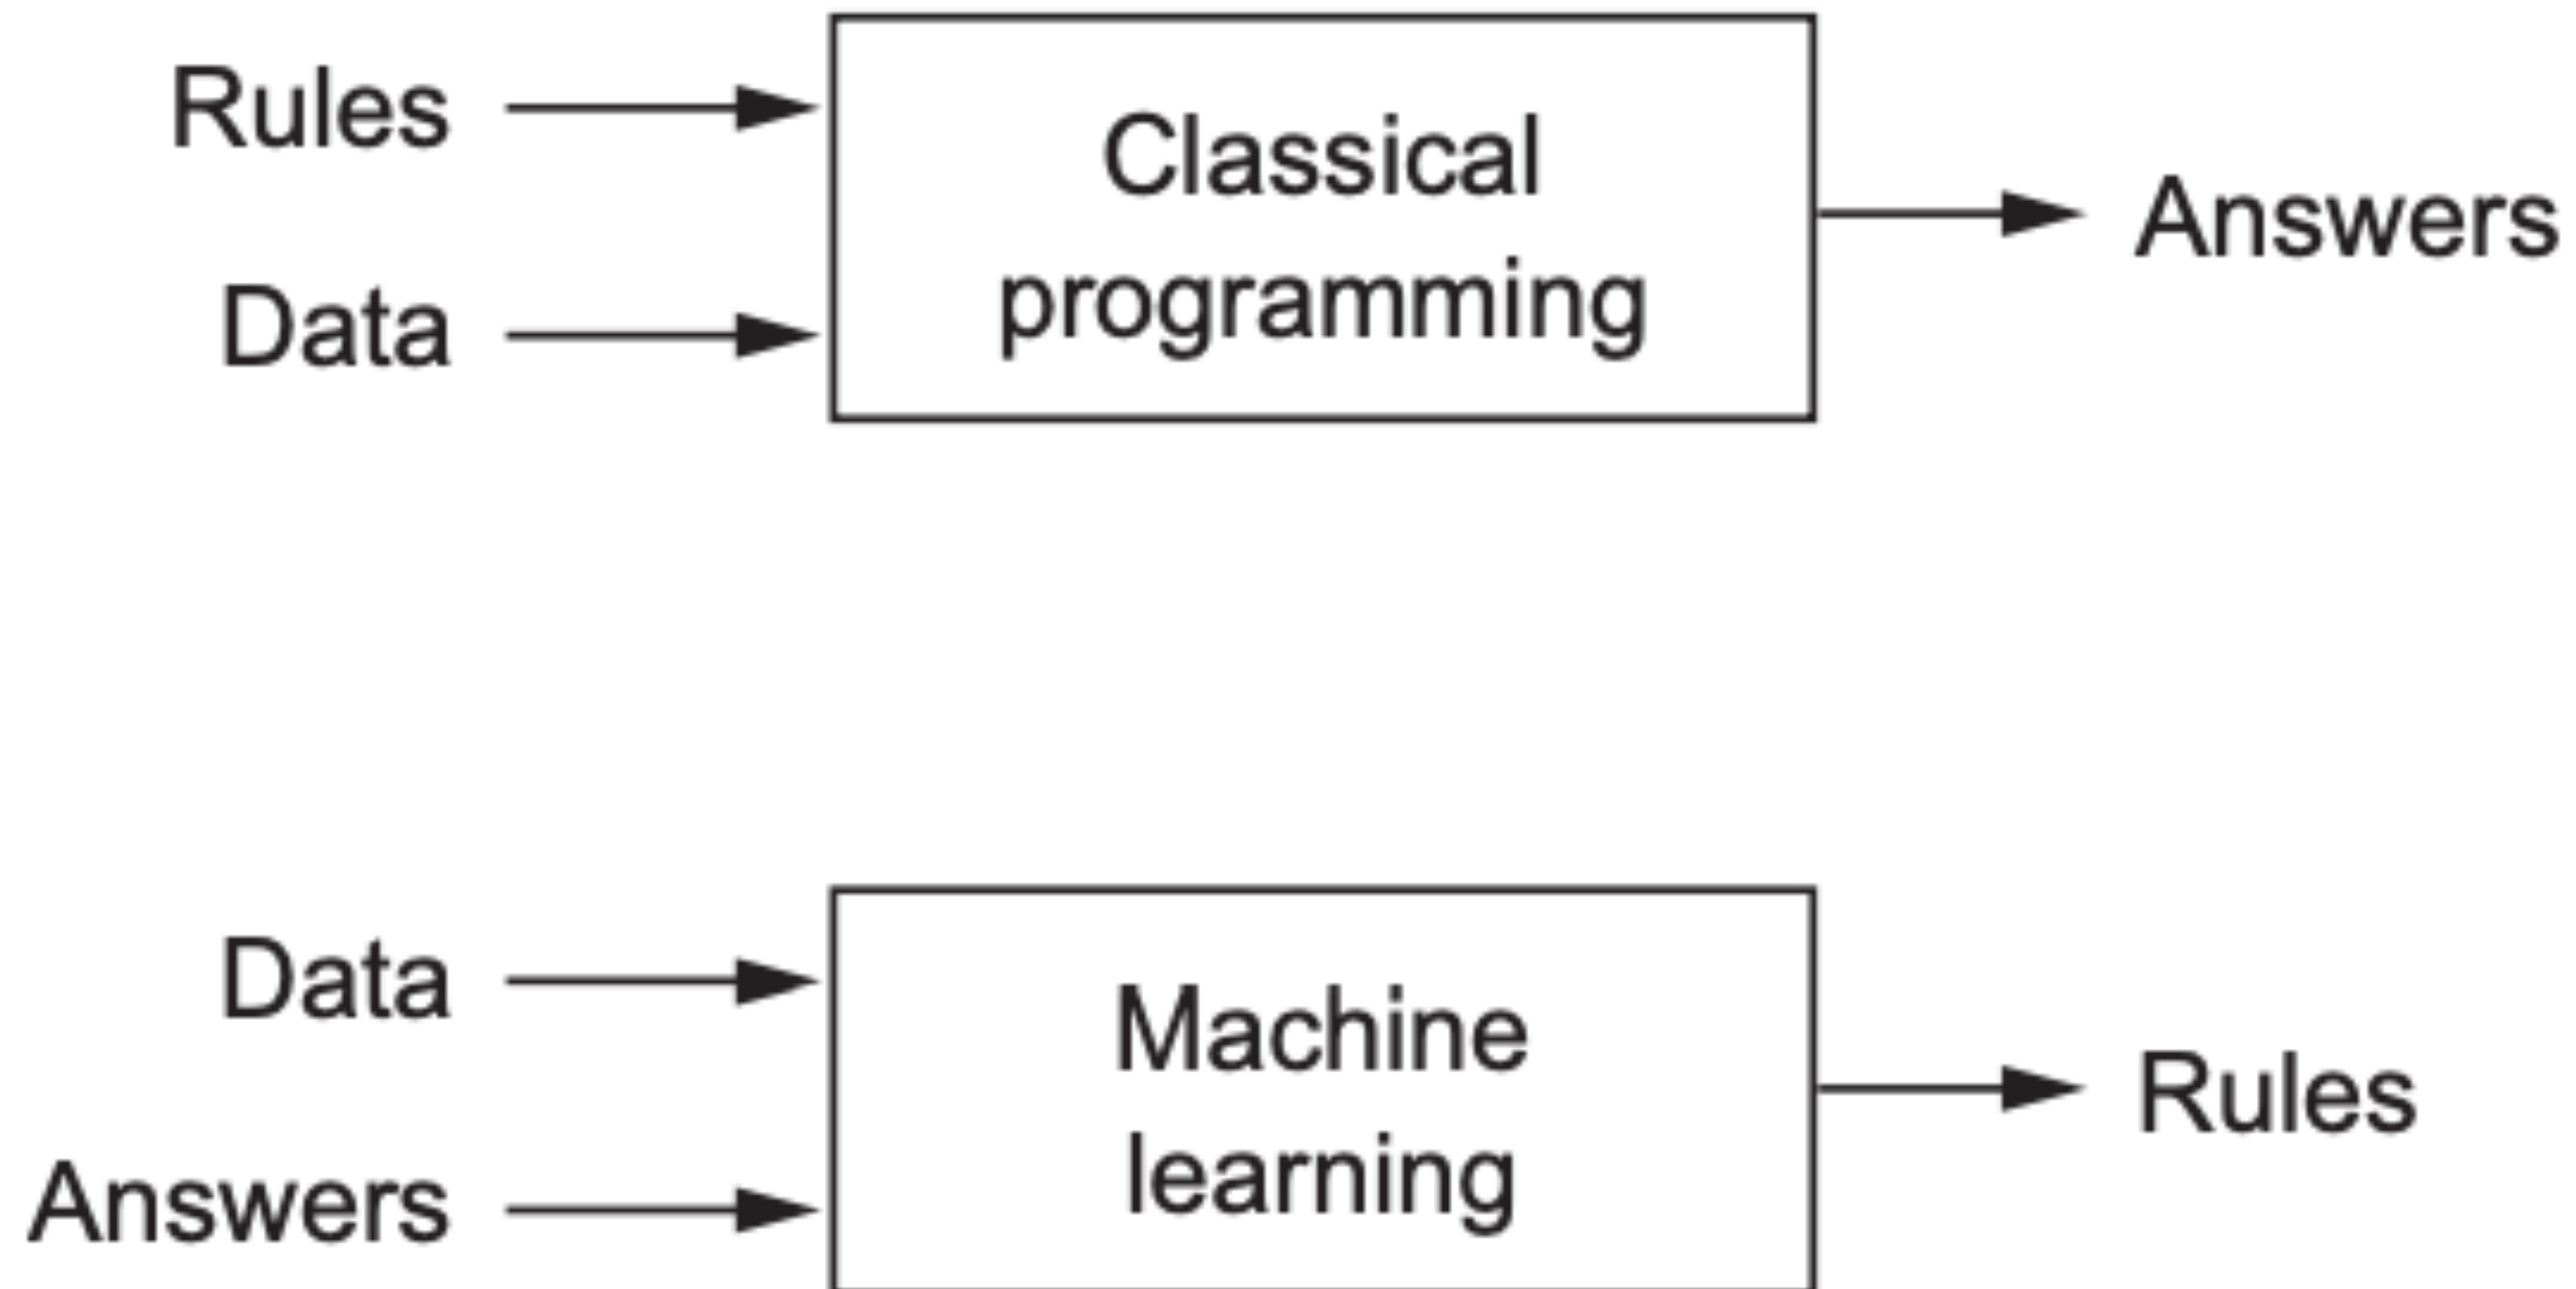 Rules
Data
Classical
programming
Answers
Data
Answers
Machine
learning
Rules